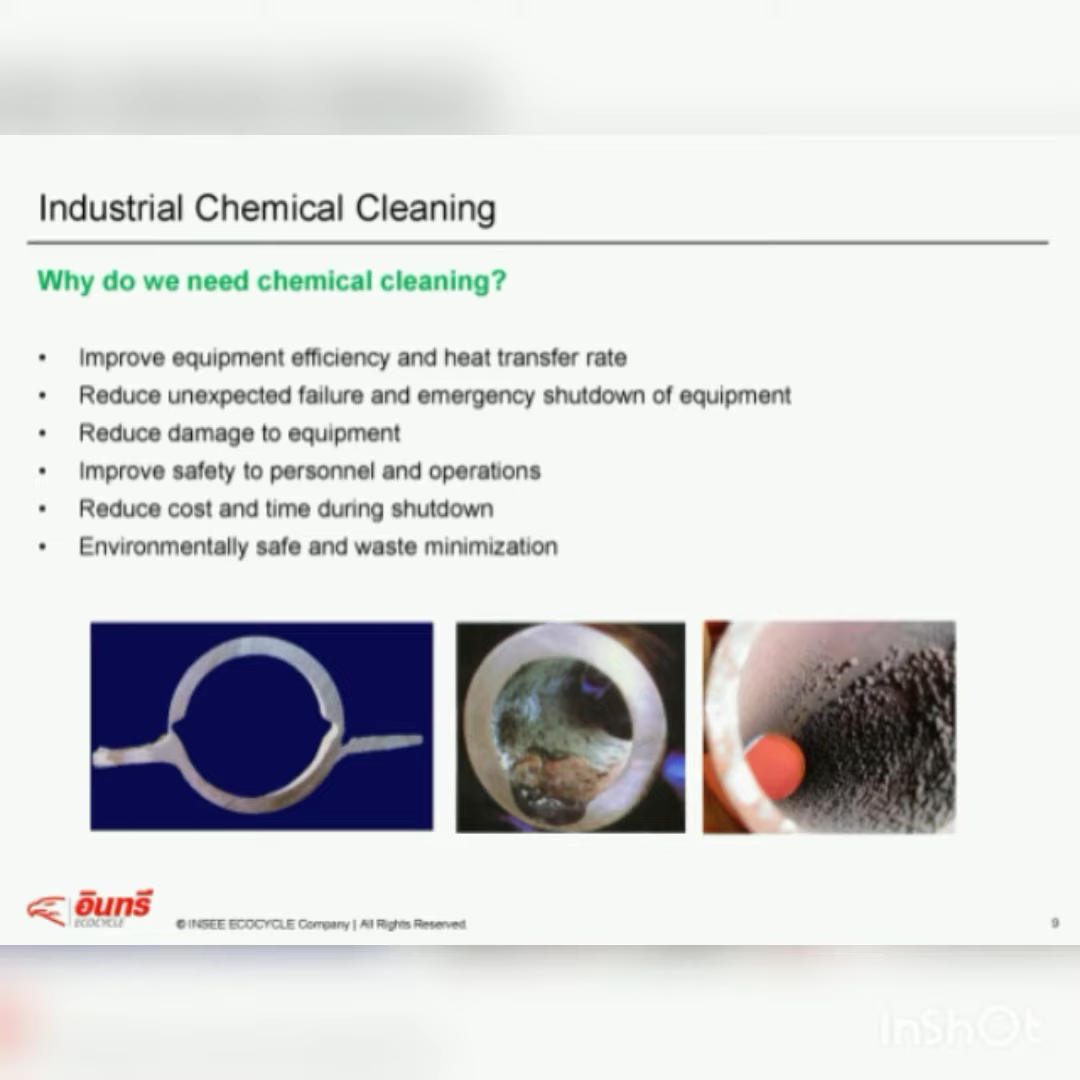 Industrial Chemical Cleaning
Why do we need chemical cleaning?
• Improve equipment efficiency and heat transfer rate
• Reduce unexpected failure and emergency shutdown of equipment
• Reduce damage to equipment
• Improve safety to personnel and operations
• Reduce cost and time during shutdown
• Environmentally safe and waste minimization
อินทรี
ECOCYCLE
© INSEE ECOCYCLE Company | All Rights Reserved.
9
InShOt